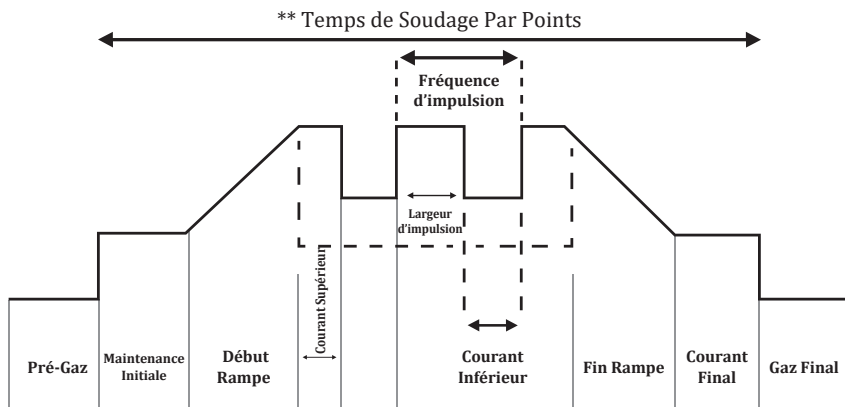 ** Temps de Soudage Par Points
Fréquence
d'impulsion
Largeur
d'impulsion
Courant Supérieur
Pré-Gaz
Maintenance
Initiale
Début
Rampe
Courant
Inférieur
Fin Rampe
Courant
Final
Gaz Final